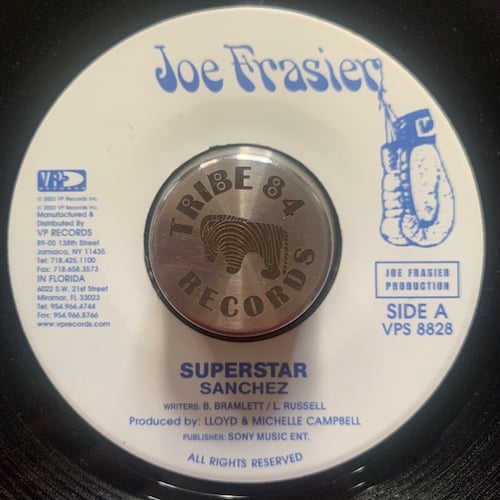 Joe Frasier
VP
RECORDS
℗ 2002 VP Records Inc.
© 2002 VP Records Inc.
Manufactured &
Distributed By
VP RECORDS
89-05 138th Street
Jamaica, NY 11435.
Tel: 718.425.1100
Fax: 718.658.3573
IN FLORIDA
6022 S.W. 21st Street
Miramar, FL 33023
Tel: 954.966.4744
Fax: 954.966.8766
www.vprecords.com
TRIBE 84
RECORDS
JOE FRASIER
PRODUCTION
SIDE A
VPS 8828
SUPERSTAR
SANCHEZ
WRITERS: B. BRAMLETT / L. RUSSELL
Produced by: LLOYD & MICHELLE CAMPBELL
PUBLISHER: SONY MUSIC ENT.
ALL RIGHTS RESERVED